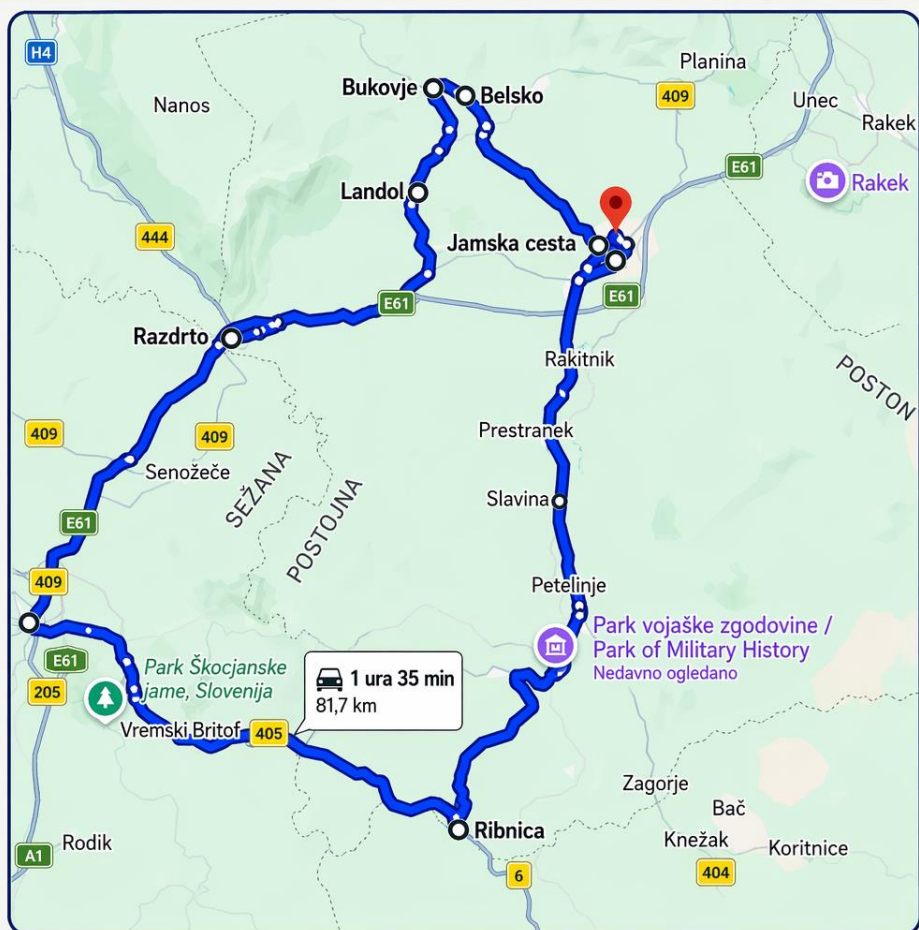 H4
Nanos
Bukovje
Belsko
Planina
409
Unec
Rakek
E61
Rakek
Landol
444
Jamska cesta
E61
E61
Razdrto
Rakitnik
POSTON
409
409
Prestranek
Senožeče
SEŽANA
POSTOJNA
Slavina
E61
409
Petelinje
Park vojaške zgodovine /
Park of Military History
Nedavno ogledano
E61
205
Park Škocjanske
jame, Slovenija
1 ura 35 min
81,7 km
Vremski Britof
405
Zagorje
Bač
Ribnica
Knežak
Koritnice
Rodik
A1
6
404